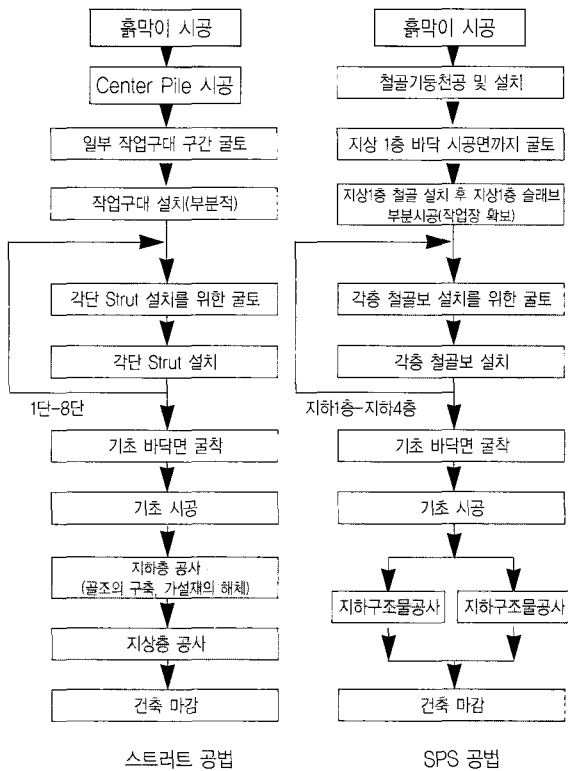 흙막이 시공
Center Pile 시공
일부 작업구대 구간 굴토
작업구대 설치(부분적)
각단 Strut 설치를 위한 굴토
각단 Strut 설치
1단-8단
기초 바닥면 굴착
기초 시공
지하층 공사
(골조의 구축, 가설재의 해체)
지상층 공사
건축 마감
스트러트 공법
흙막이 시공
철골기둥천공 및 설치
지상 1층 바닥 시공면까지 굴토
지상1층 철골 설치 후 지상1층 슬래브
부분시공(작업장 확보)
각층 철골보 설치를 위한 굴토
각층 철골보 설치
지하1층-지하4층
기초 바닥면 굴착
기초 시공
지하구조물공사
지하구조물공사
건축 마감
SPS 공법